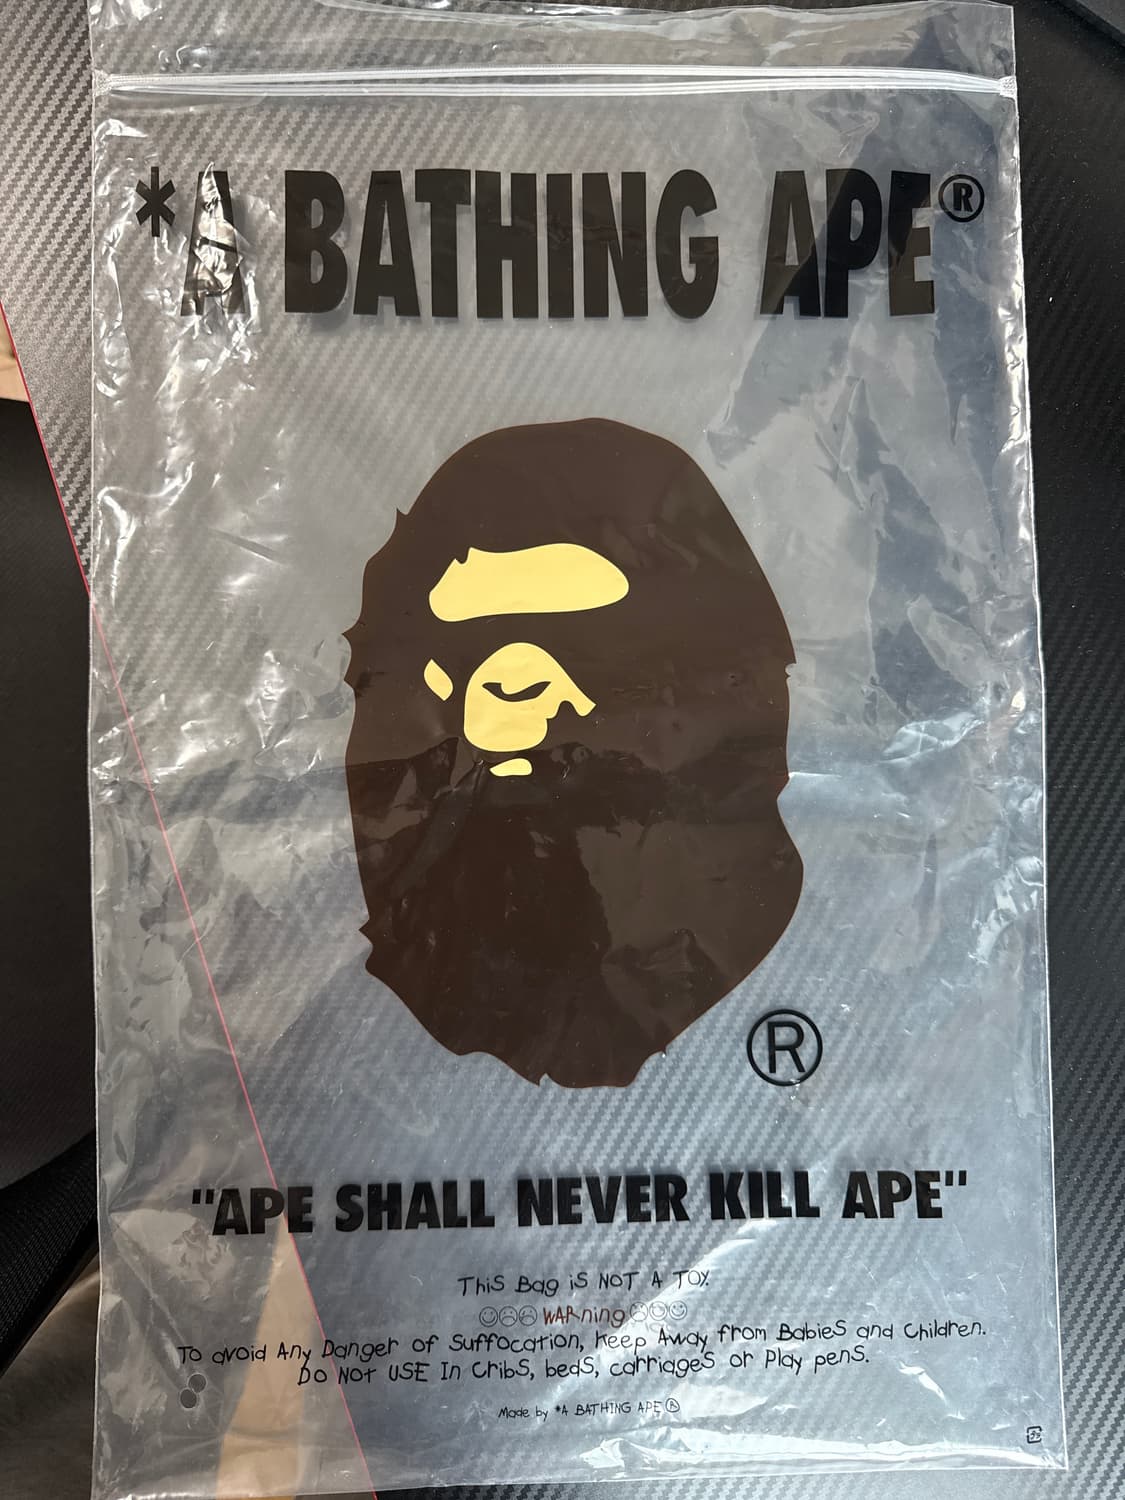 *A BATHING APE®
®
"APE SHALL NEVER KILL APE"
This Bag is NOT A TOY.
WARning
To avoid Any Danger of Suffocation, Keep Away from Babies and Children.
Do Not USE In Cribs, beds, carriages or Play pens.
Made by *A BATHING APE®
プラ